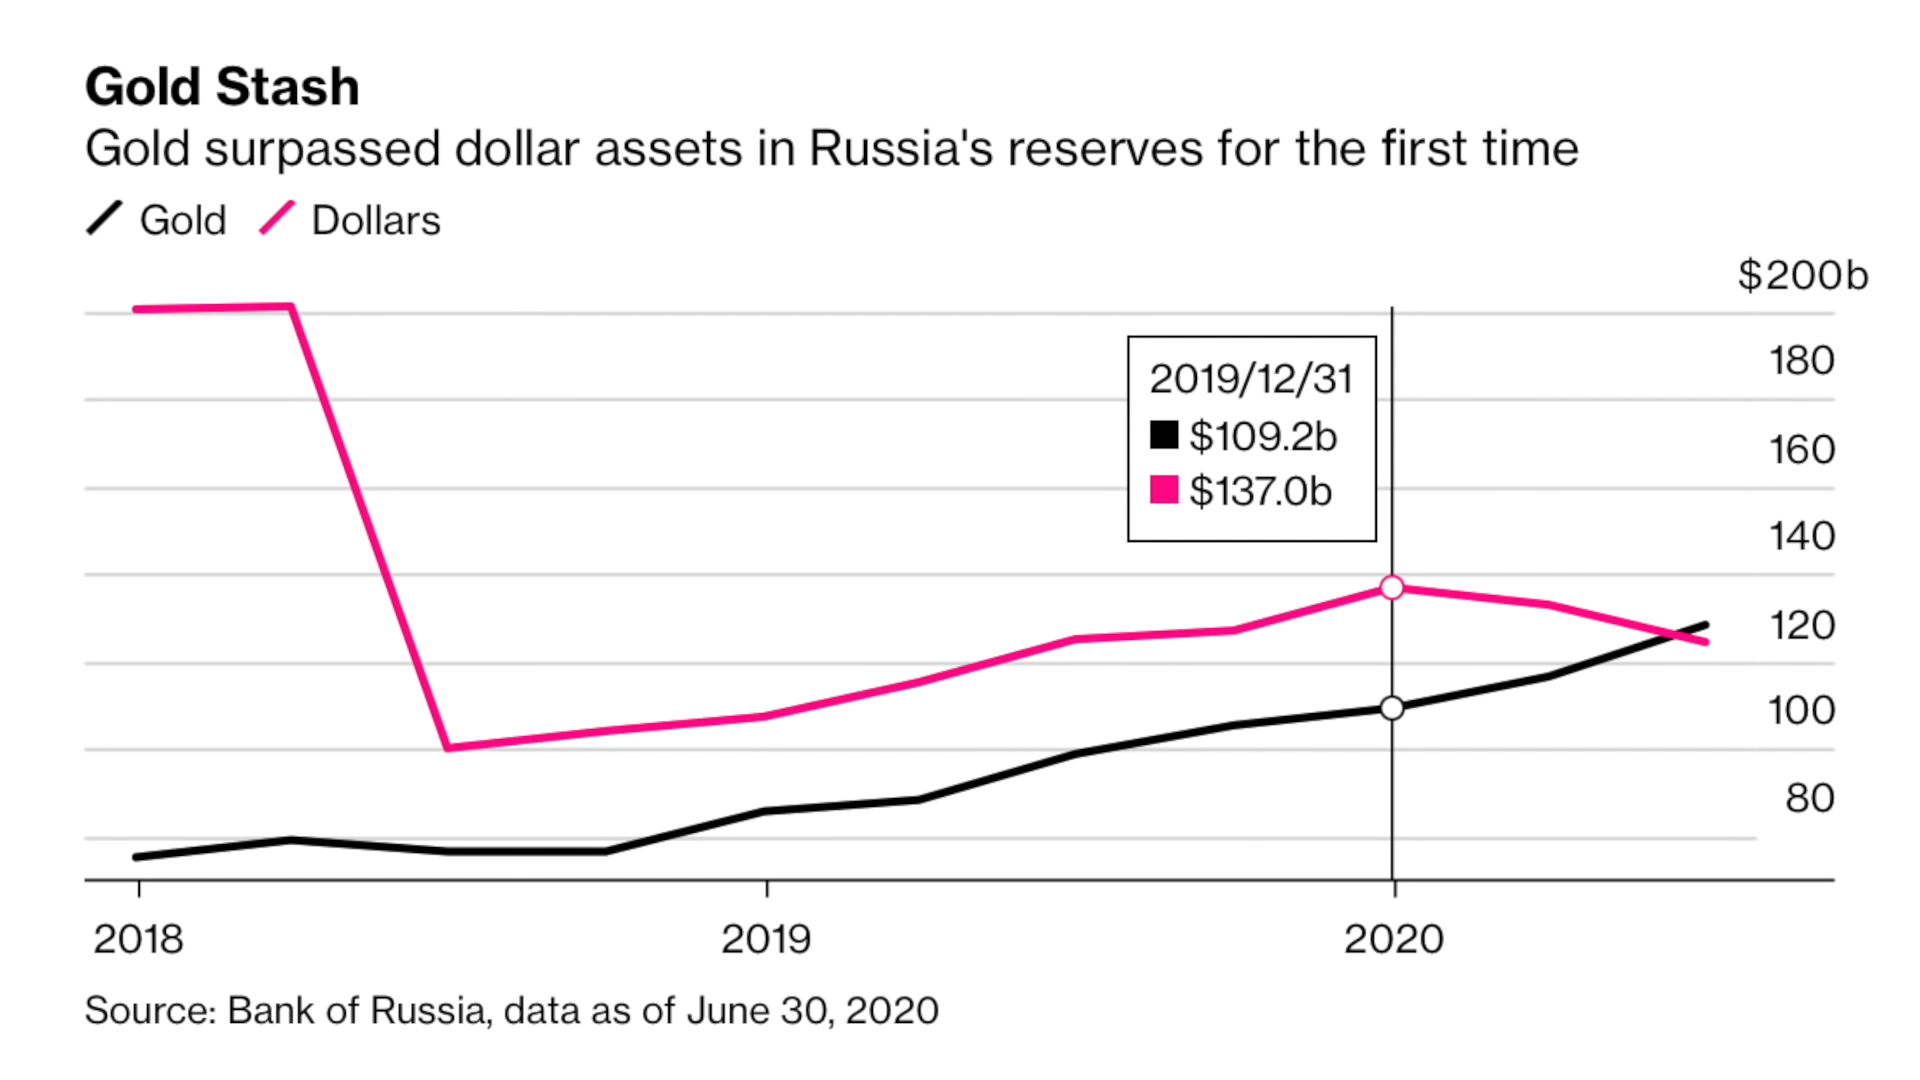 Gold Stash
Gold surpassed dollar assets in Russia's reserves for the first time
Gold Dollars
$200b
180
160
140
120
100
80
2019/12/31
$109.2b
$137.0b
2018 2019 2020
Source: Bank of Russia, data as of June 30, 2020